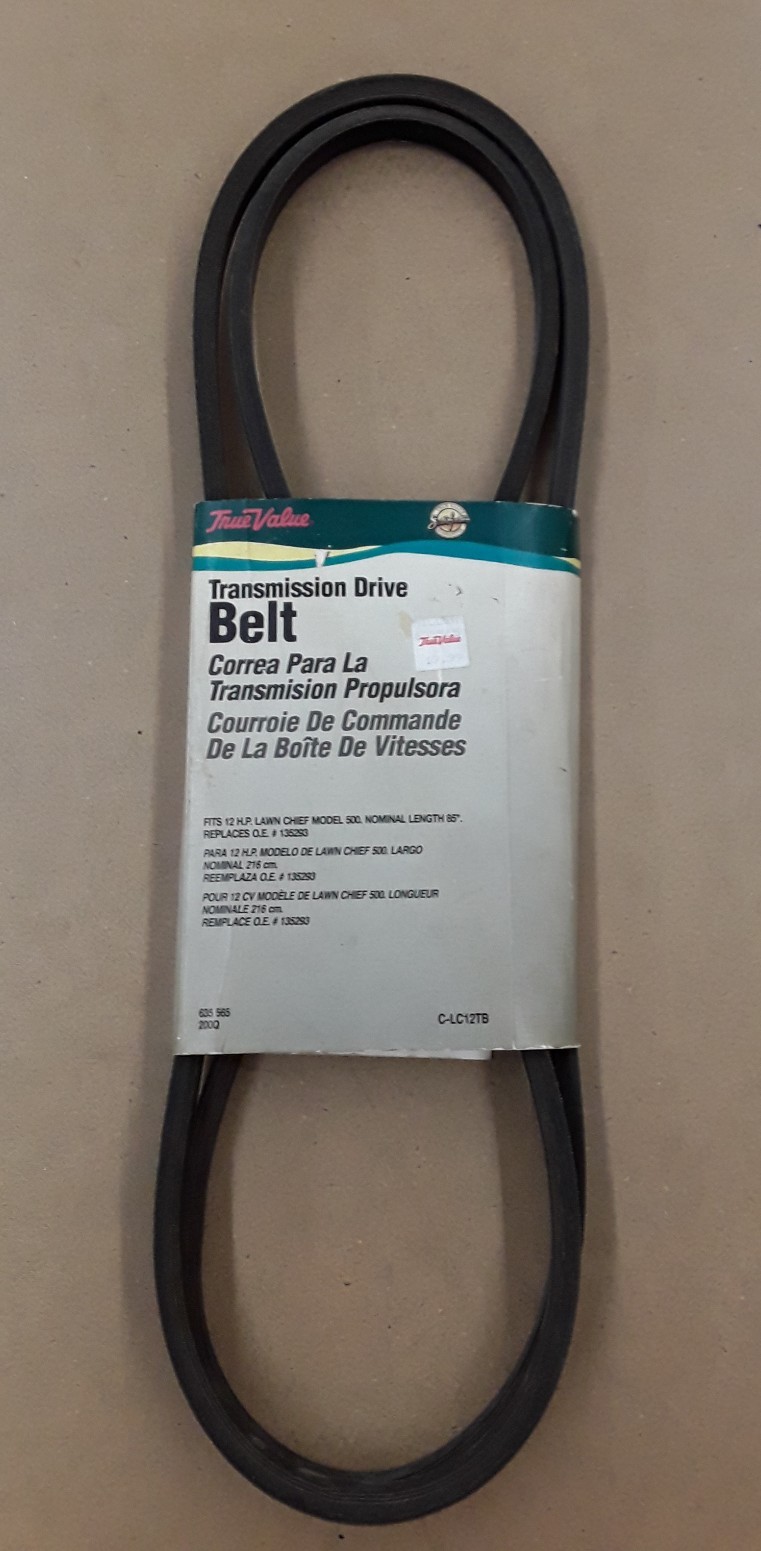 True Value
Transmission Drive
Belt
True Value
Correa Para La
Transmision Propulsora
Courroie De Commande
De La Boîte De Vitesses
FITS 12 H.P. LAWN CHIEF MODEL 500. NOMINAL LENGTH 85".
REPLACES O.E. # 135293
PARA 12 H.P. MODELO DE LAWN CHIEF 500. LARGO
NOMINAL 216 cm.
REEMPLAZA O.E. # 135293
POUR 12 CV MODÈLE DE LAWN CHIEF 500. LONGUEUR
NOMINALE 216 cm.
REMPLACE O.E. # 135293
635 565
200Q
C-LC12TB